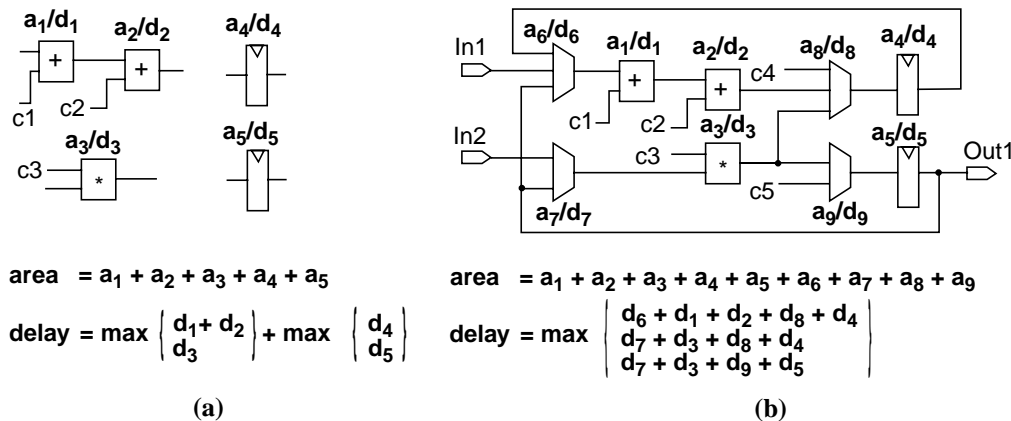 a1/d1
a2/d2
a4/d4
+
+
c1
c2
a3/d3
a5/d5
c3
*
area = a1 + a2 + a3 + a4 + a5
delay = max { d1+ d2 } + max { d4
d3 d5 }
(a)
a6/d6
a1/d1
a2/d2
a8/d8
a4/d4
In1
c4
+
+
c1
c2
a3/d3
In2
a5/d5
c3
*
Out1
c5
a7/d7
a9/d9
area = a1 + a2 + a3 + a4 + a5 + a6 + a7 + a8 + a9
d6 + d1 + d2 + d8 + d4
delay = max { d7 + d3 + d8 + d4 }
d7 + d3 + d9 + d5
(b)